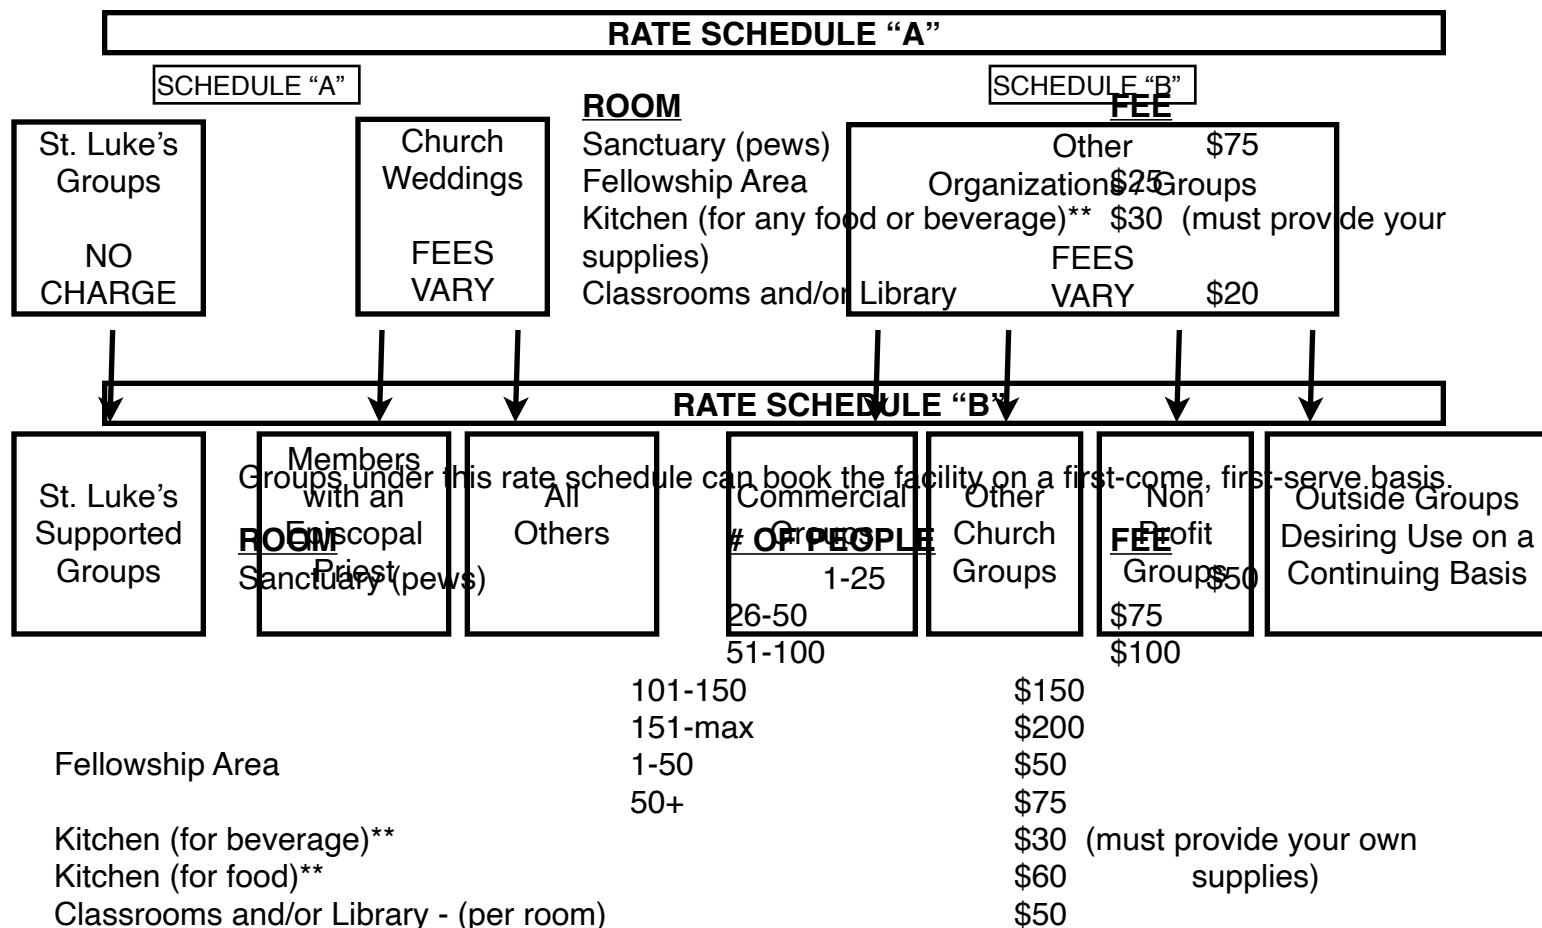 RATE SCHEDULE “A”
SCHEDULE “A”
SCHEDULE “B”
ROOM FEE
Sanctuary (pews) $75
Fellowship Area $25
Kitchen (for any food or beverage)** $30 (must provide your
supplies)
Classrooms and/or Library $20
St. Luke’s
Groups
NO
CHARGE
Church
Weddings
FEES
VARY
Other
Organizations / Groups
FEES
VARY
RATE SCHEDULE “B”
Groups under this rate schedule can book the facility on a first-come, first-serve basis.
St. Luke’s
Supported
Groups
Members
with an
Episcopal
Priest
All
Others
Commercial
Groups
Other
Church
Groups
Non’
Profit
Groups
Outside Groups
Desiring Use on a
Continuing Basis
ROOM # OF PEOPLE FEE
Sanctuary (pews) 1-25 $50
26-50 $75
51-100 $100
101-150 $150
151-max $200
Fellowship Area 1-50 $50
50+ $75
Kitchen (for beverage)** $30 (must provide your own
Kitchen (for food)** $60 supplies)
Classrooms and/or Library - (per room) $50